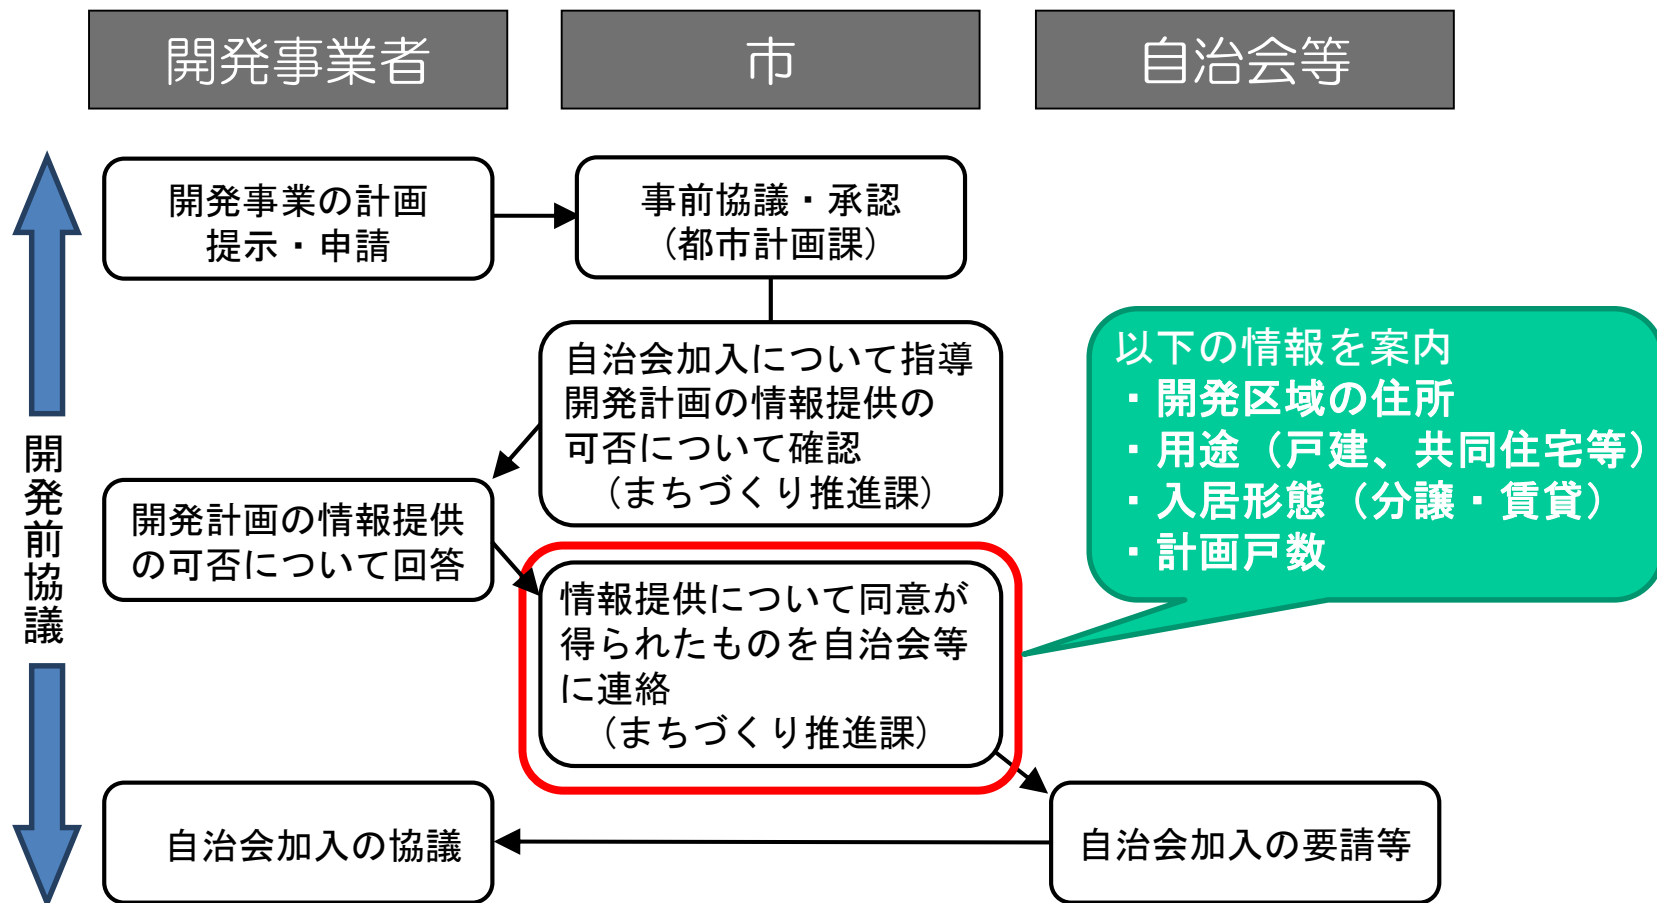 開発事業者
市
自治会等
開発前協議
開発事業の計画
提示・申請
事前協議・承認
(都市計画課)
自治会加入について指導
開発計画の情報提供の
可否について確認
(まちづくり推進課)
開発計画の情報提供
の可否について回答
情報提供について同意が
得られたものを自治会等
に連絡
(まちづくり推進課)
以下の情報を案内
・開発区域の住所
・用途（戸建、共同住宅等）
・入居形態（分譲・賃貸）
・計画戸数
自治会加入の協議
自治会加入の要請等